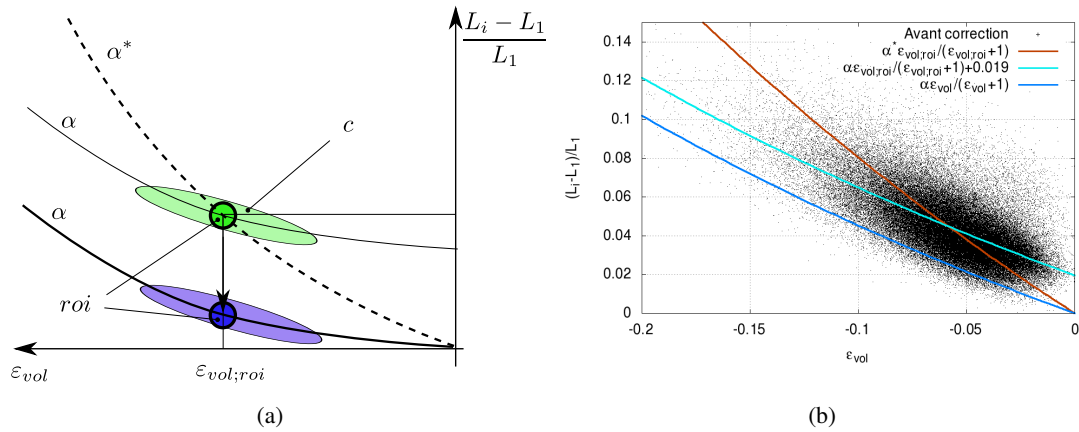 α*
L_i − L_1
L_1
α
c
α
roi
ε_vol
ε_vol;roi
(a)
0.14
0.12
0.1
0.08
0.06
0.04
0.02
0
(L_i-L_1)/L_1
Avant correction
α^*ε_vol;roi/(ε_vol;roi+1)
αε_vol;roi/(ε_vol;roi+1)+0.019
αε_vol/(ε_vol+1)
-0.2 -0.15 -0.1 -0.05 0
ε_vol
(b)